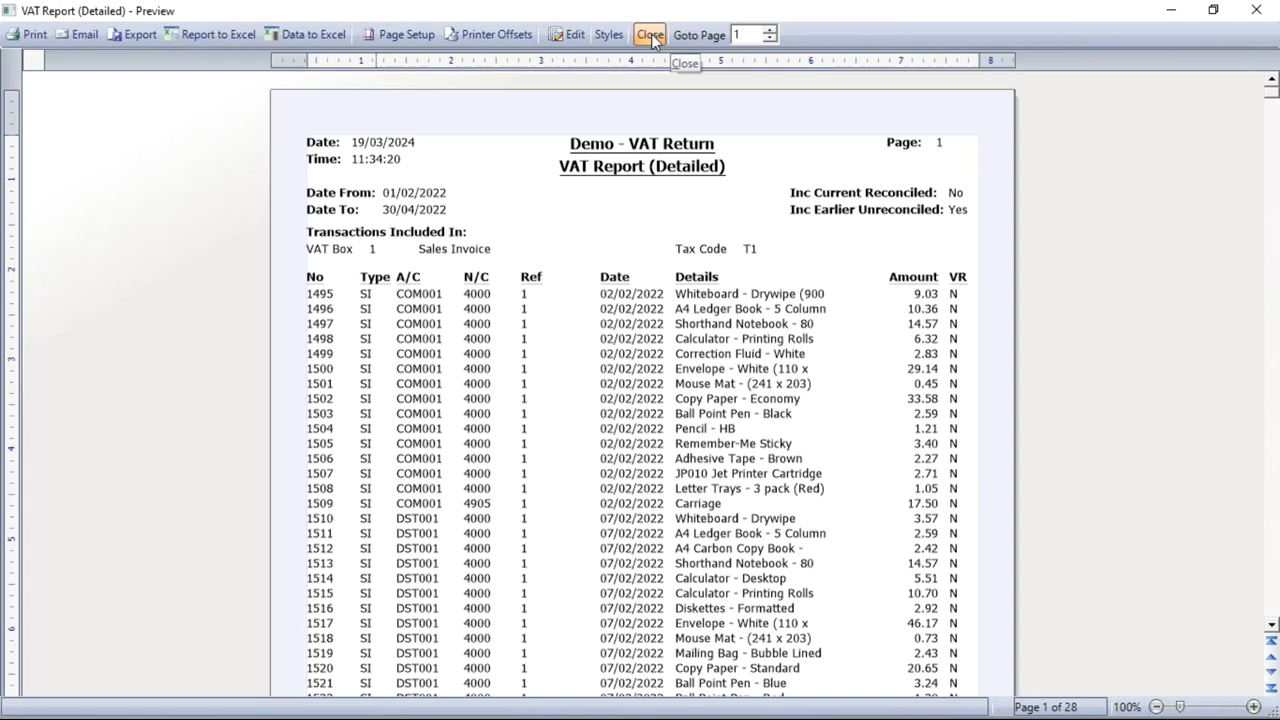 VAT Report (Detailed) - Preview
Print Email Export Report to Excel Data to Excel Page Setup Printer Offsets Edit Styles Close Goto Page 1
Close
1 2 3 4 5 6 7 8
Date: 19/03/2024 Demo - VAT Return Page: 1
Time: 11:34:20 VAT Report (Detailed)
Date From: 01/02/2022 Inc Current Reconciled: No
Date To: 30/04/2022 Inc Earlier Unreconciled: Yes
Transactions Included In:
VAT Box 1 Sales Invoice Tax Code T1
No Type A/C N/C Ref Date Details Amount VR
1495 SI COM001 4000 1 02/02/2022 Whiteboard - Drywipe (900 9.03 N
1496 SI COM001 4000 1 02/02/2022 A4 Ledger Book - 5 Column 10.36 N
1497 SI COM001 4000 1 02/02/2022 Shorthand Notebook - 80 14.57 N
1498 SI COM001 4000 1 02/02/2022 Calculator - Printing Rolls 6.32 N
1499 SI COM001 4000 1 02/02/2022 Correction Fluid - White 2.83 N
1500 SI COM001 4000 1 02/02/2022 Envelope - White (110 x 29.14 N
1501 SI COM001 4000 1 02/02/2022 Mouse Mat - (241 x 203) 0.45 N
1502 SI COM001 4000 1 02/02/2022 Copy Paper - Economy 33.58 N
1503 SI COM001 4000 1 02/02/2022 Ball Point Pen - Black 2.59 N
1504 SI COM001 4000 1 02/02/2022 Pencil - HB 1.21 N
1505 SI COM001 4000 1 02/02/2022 Remember-Me Sticky 3.40 N
1506 SI COM001 4000 1 02/02/2022 Adhesive Tape - Brown 2.27 N
1507 SI COM001 4000 1 02/02/2022 JP010 Jet Printer Cartridge 2.71 N
1508 SI COM001 4000 1 02/02/2022 Letter Trays - 3 pack (Red) 1.05 N
1509 SI COM001 4905 1 02/02/2022 Carriage 17.50 N
1510 SI DST001 4000 1 07/02/2022 Whiteboard - Drywipe 3.57 N
1511 SI DST001 4000 1 07/02/2022 A4 Ledger Book - 5 Column 2.59 N
1512 SI DST001 4000 1 07/02/2022 A4 Carbon Copy Book - 2.42 N
1513 SI DST001 4000 1 07/02/2022 Shorthand Notebook - 80 14.57 N
1514 SI DST001 4000 1 07/02/2022 Calculator - Desktop 5.51 N
1515 SI DST001 4000 1 07/02/2022 Calculator - Printing Rolls 10.70 N
1516 SI DST001 4000 1 07/02/2022 Diskettes - Formatted 2.92 N
1517 SI DST001 4000 1 07/02/2022 Envelope - White (110 x 46.17 N
1518 SI DST001 4000 1 07/02/2022 Mouse Mat - (241 x 203) 0.73 N
1519 SI DST001 4000 1 07/02/2022 Mailing Bag - Bubble Lined 2.43 N
1520 SI DST001 4000 1 07/02/2022 Copy Paper - Standard 20.65 N
1521 SI DST001 4000 1 07/02/2022 Ball Point Pen - Blue 3.24 N
Page 1 of 28 100%